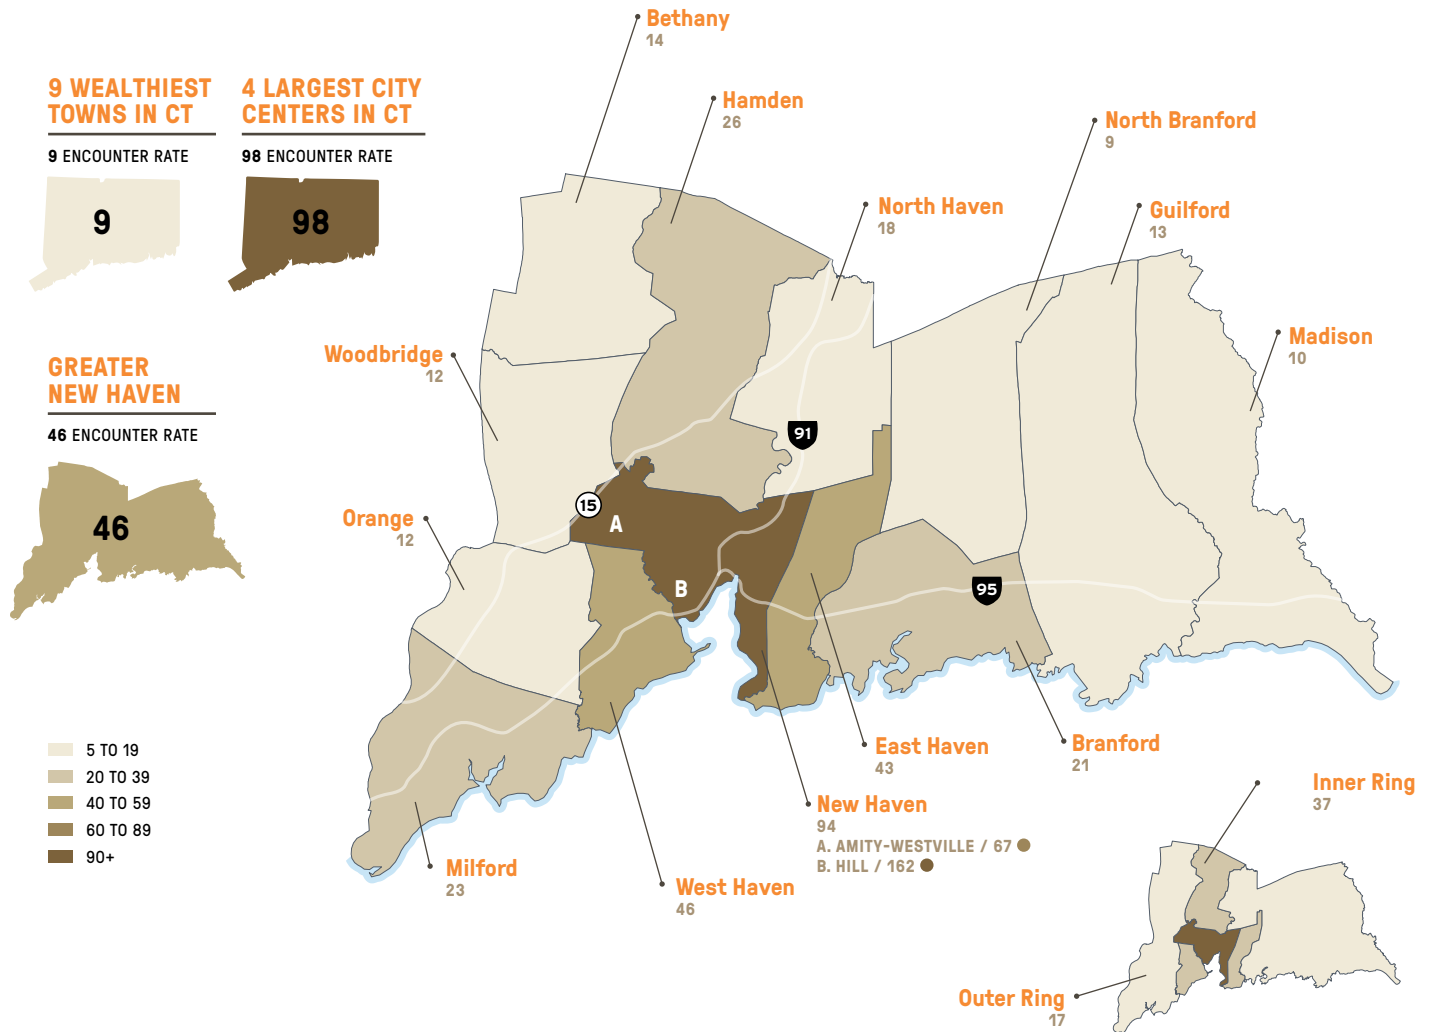 9 WEALTHIEST
TOWNS IN CT
9 ENCOUNTER RATE
9
4 LARGEST CITY
CENTERS IN CT
98 ENCOUNTER RATE
98
GREATER
NEW HAVEN
46 ENCOUNTER RATE
46
5 TO 19
20 TO 39
40 TO 59
60 TO 89
90+
Bethany
14
Hamden
26
North Branford
9
North Haven
18
Guilford
13
Madison
10
Woodbridge
12
91
Orange
12
15
A
B
95
East Haven
43
Branford
21
New Haven
94
A. AMITY-WESTVILLE / 67
B. HILL / 162
Milford
23
West Haven
46
Inner Ring
37
Outer Ring
17